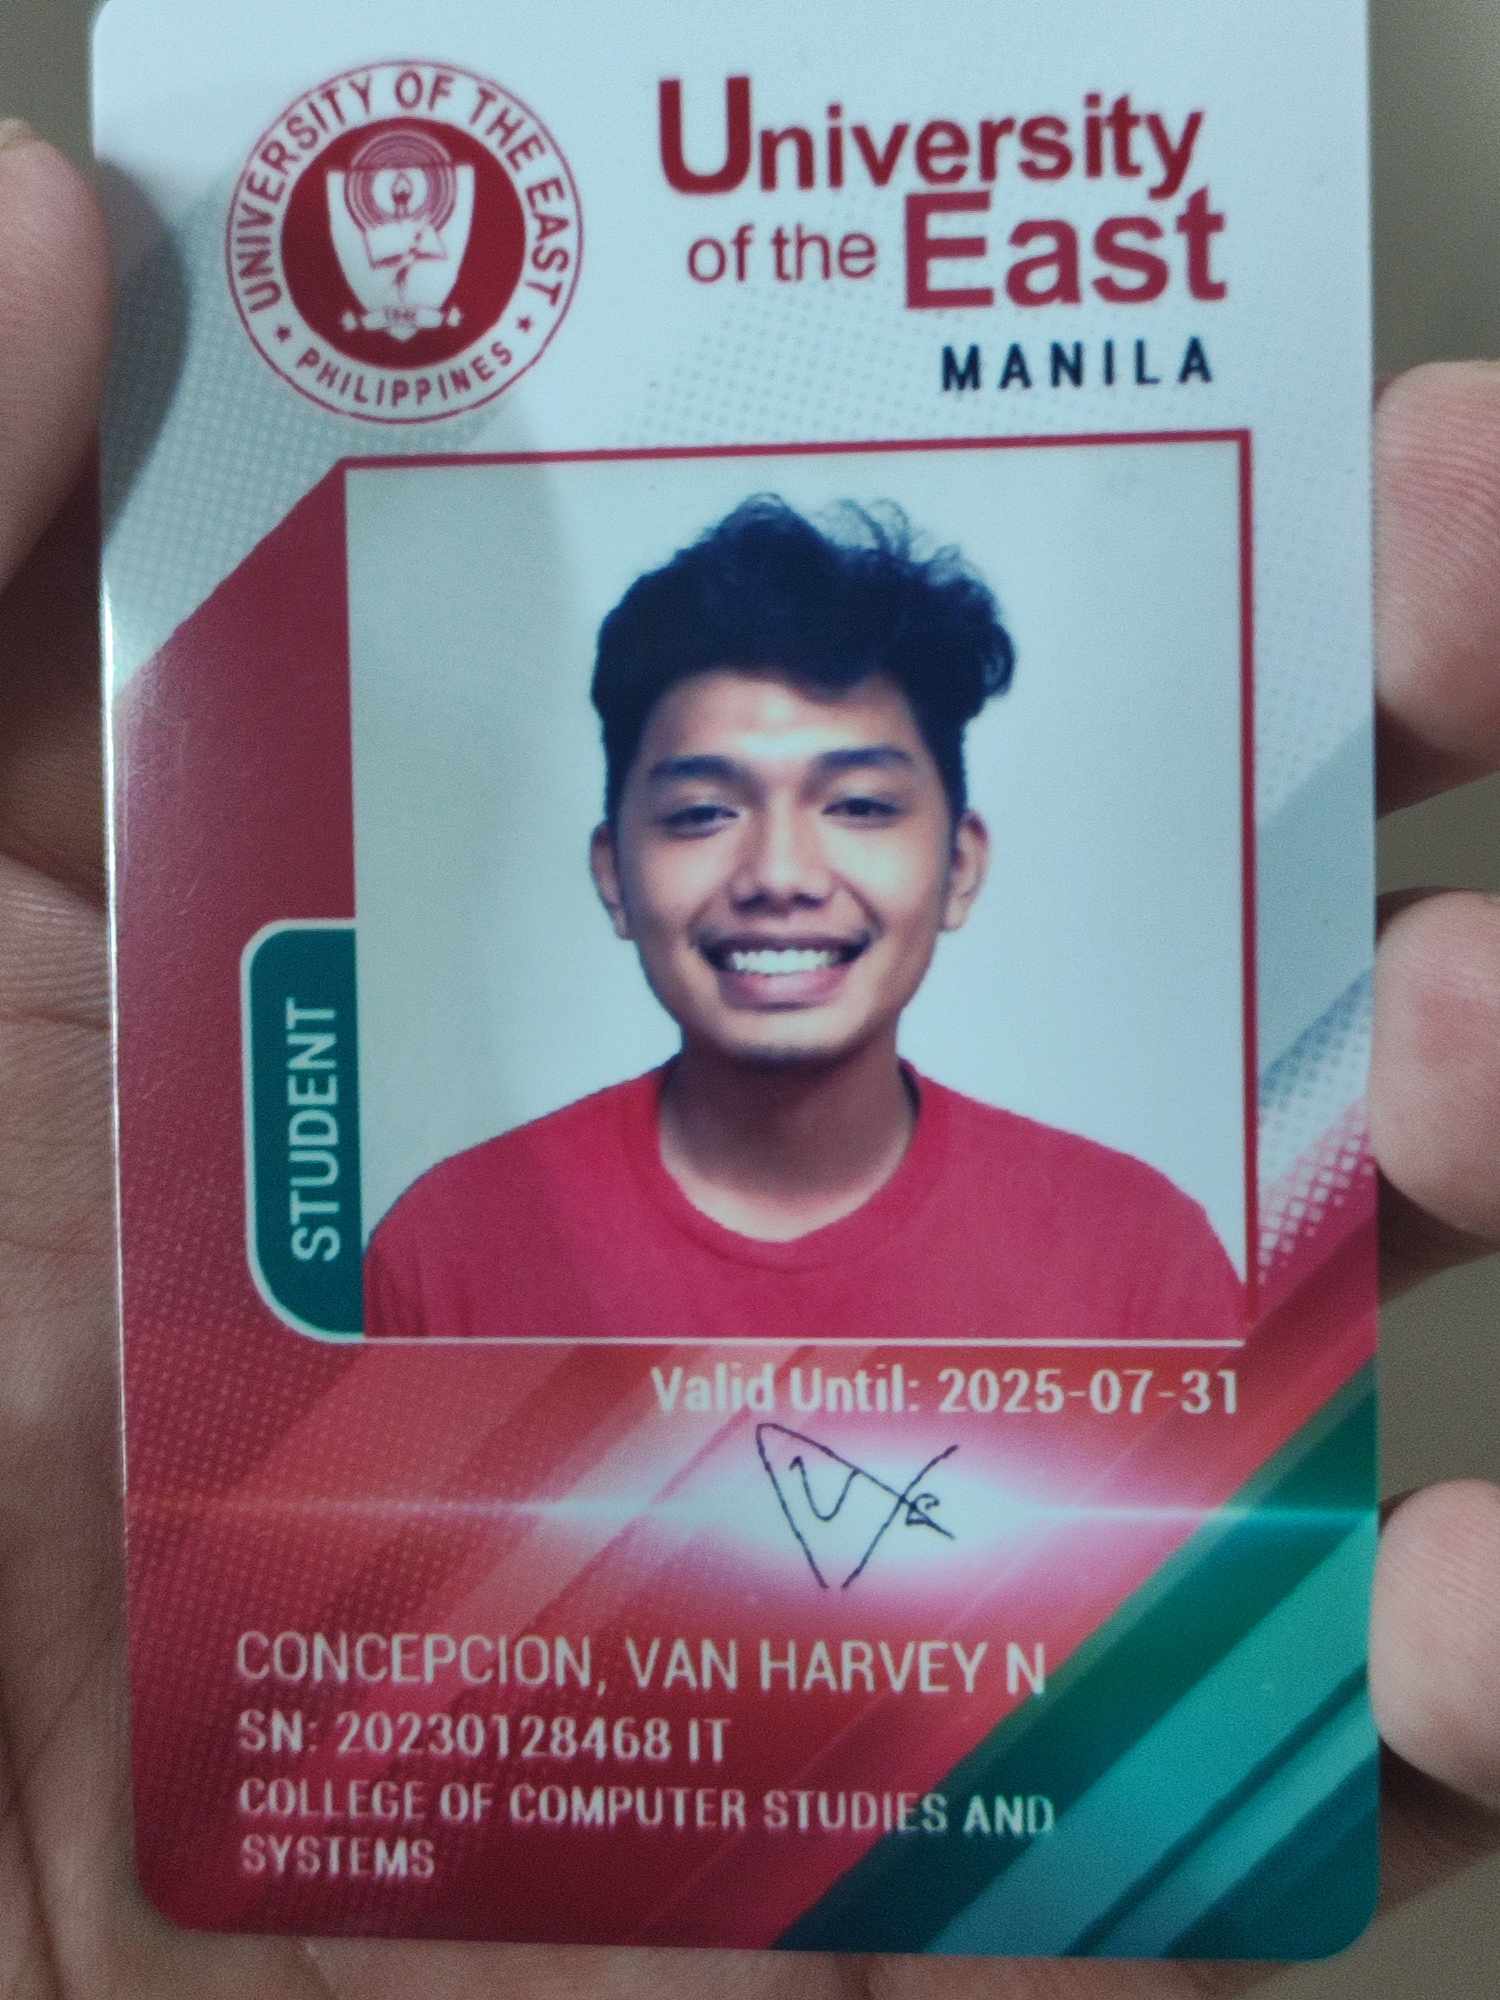 UNIVERSITY OF THE EAST
PHILIPPINES
1946
University
of the East
MANILA
STUDENT
Valid Until: 2025-07-31
CONCEPCION, VAN HARVEY N
SN: 20230128468 IT
COLLEGE OF COMPUTER STUDIES AND
SYSTEMS